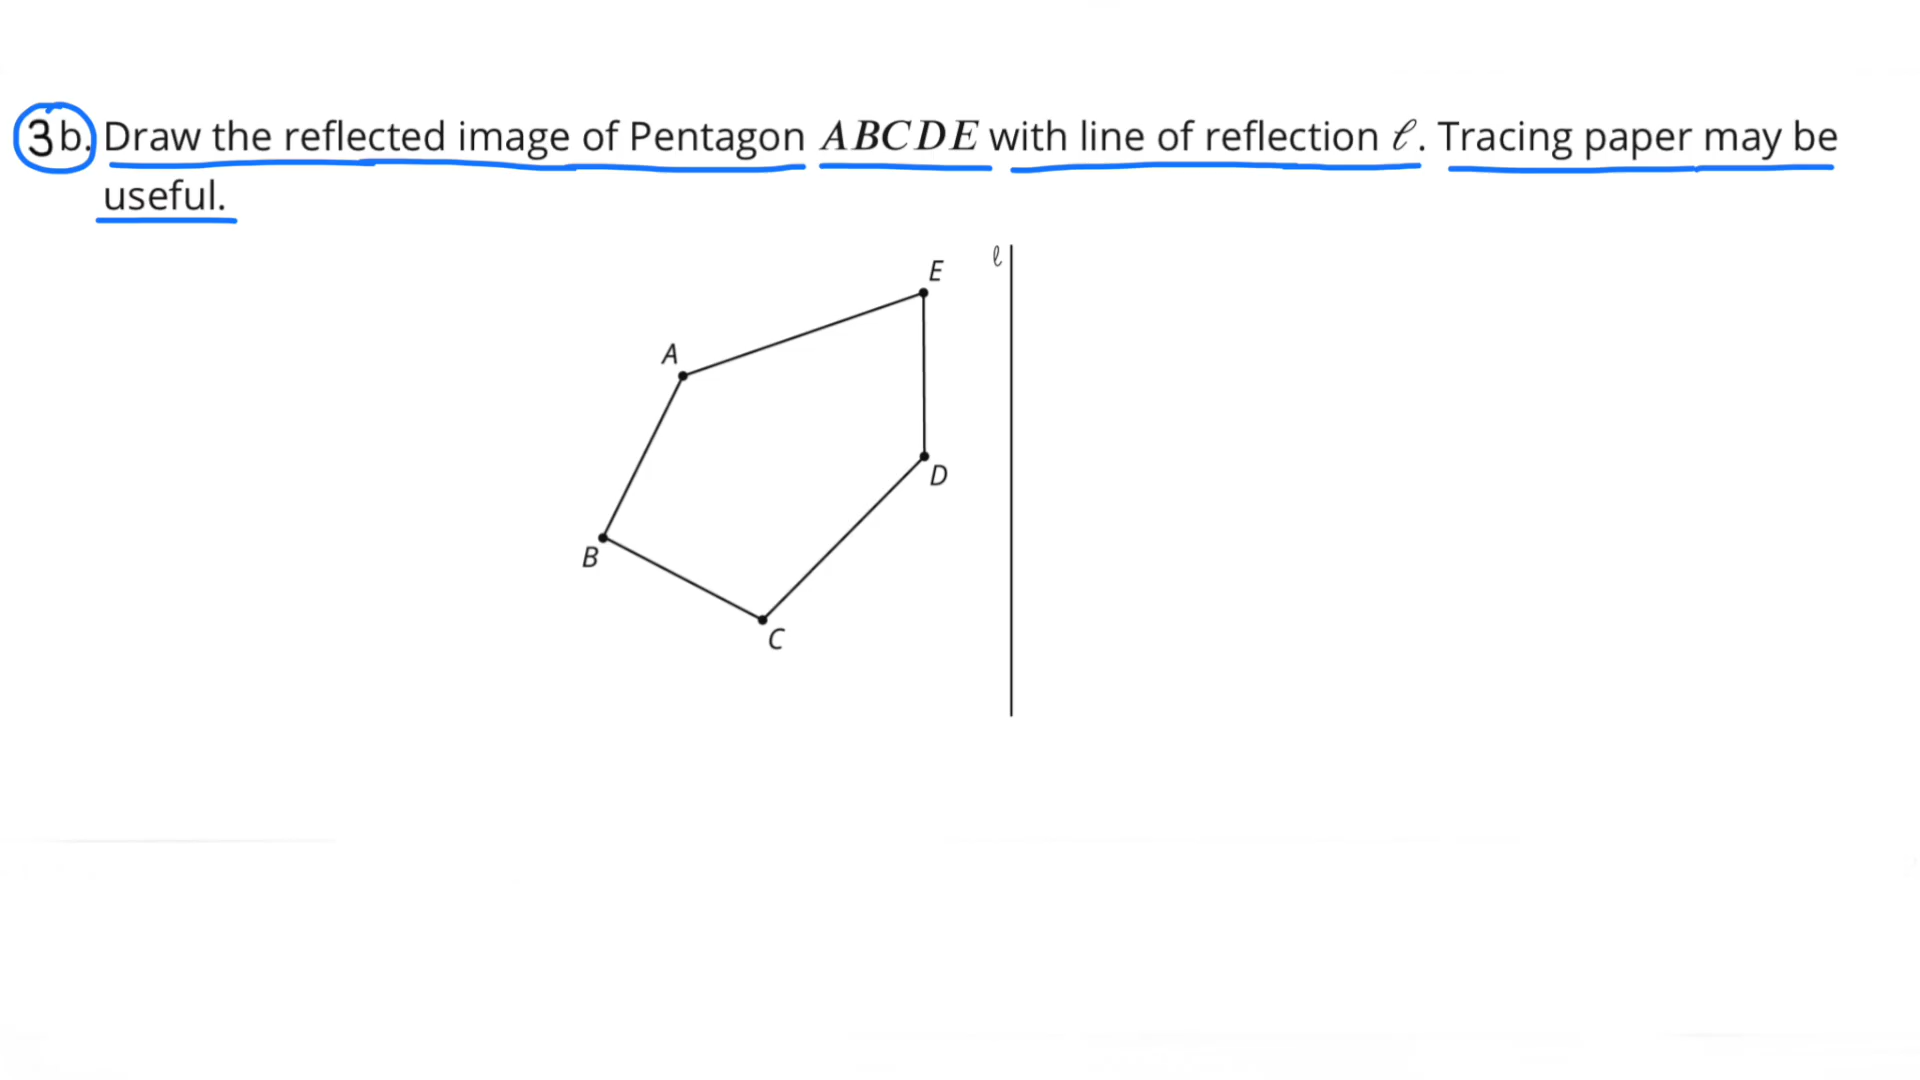 3b. Draw the reflected image of Pentagon ABCDE with line of reflection ℓ. Tracing paper may be
useful.
E
ℓ
A
D
B
C